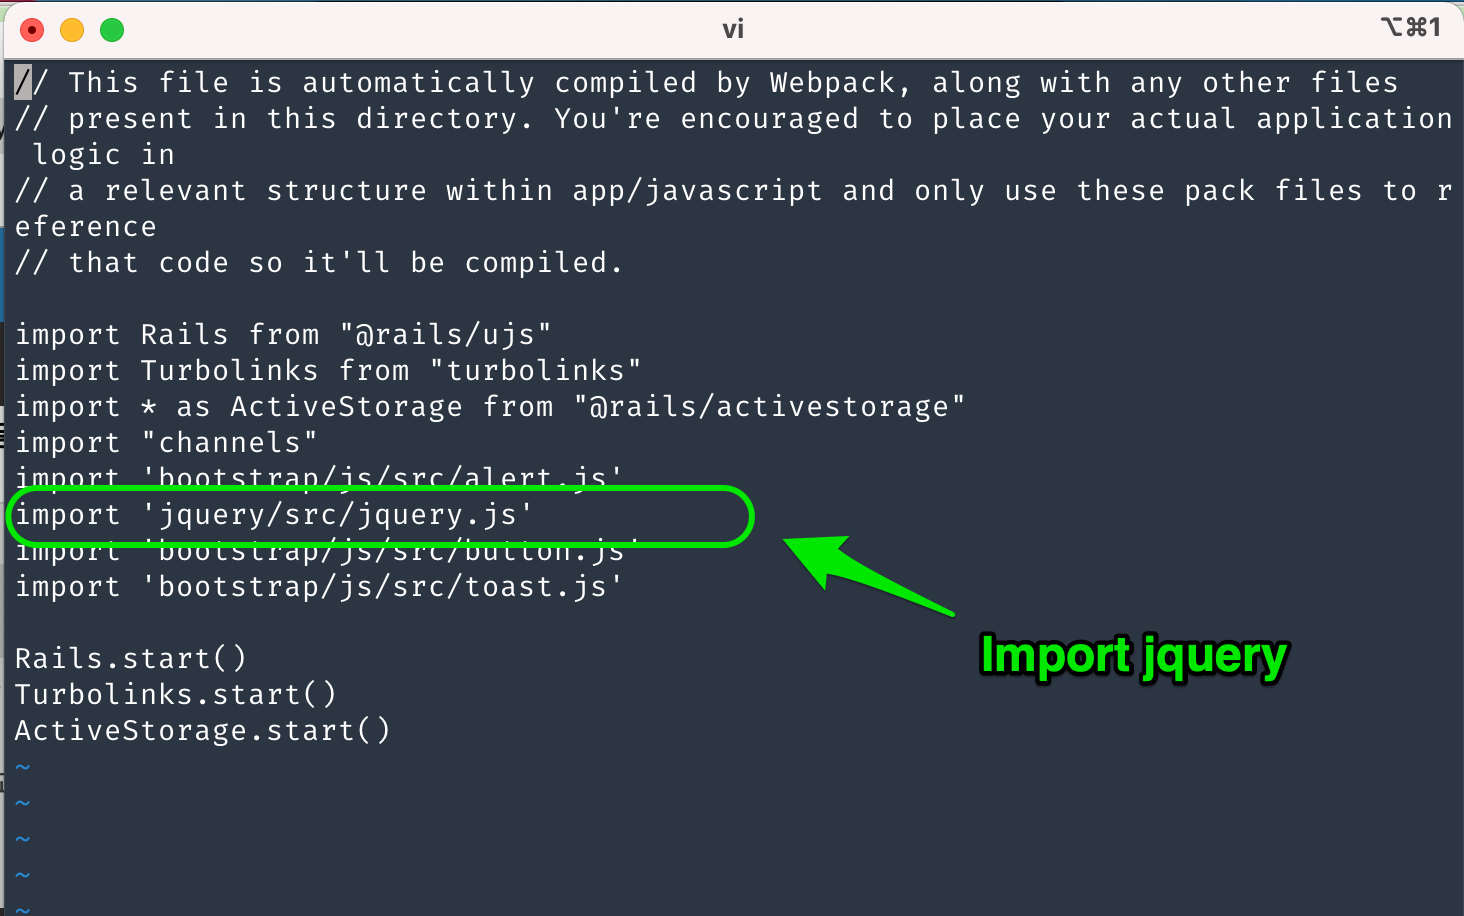 vi
⌥⌘1
// This file is automatically compiled by Webpack, along with any other files
// present in this directory. You're encouraged to place your actual application
logic in
// a relevant structure within app/javascript and only use these pack files to r
eference
// that code so it'll be compiled.
import Rails from "@rails/ujs"
import Turbolinks from "turbolinks"
import * as ActiveStorage from "@rails/activestorage"
import "channels"
import 'bootstrap/js/src/alert.js'
import 'jquery/src/jquery.js'
import 'bootstrap/js/src/button.js'
import 'bootstrap/js/src/toast.js'
Import jquery
Rails.start()
Turbolinks.start()
ActiveStorage.start()
~
~
~
~
~